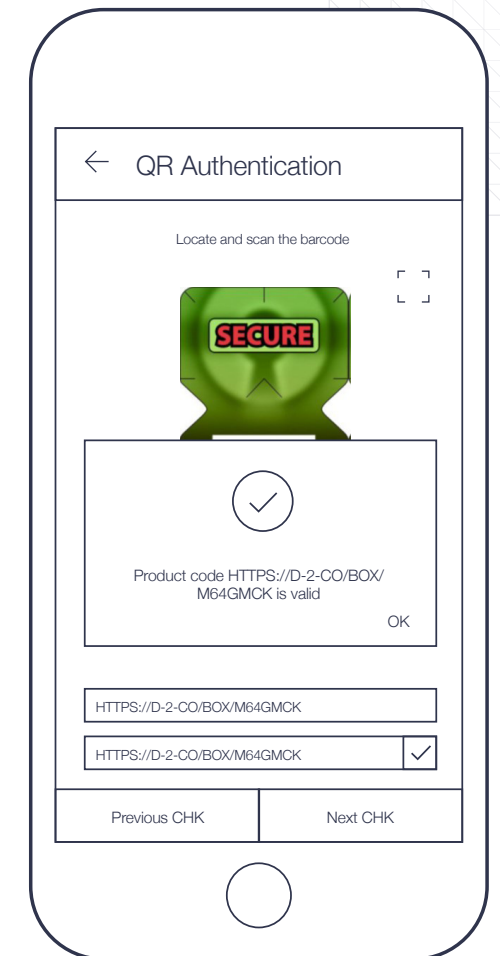 QR Authentication
Locate and scan the barcode
SECURE
Product code HTTPS://D-2-CO/BOX/
M64GMCK is valid
OK
HTTPS://D-2-CO/BOX/M64GMCK
HTTPS://D-2-CO/BOX/M64GMCK
Previous CHK
Next CHK